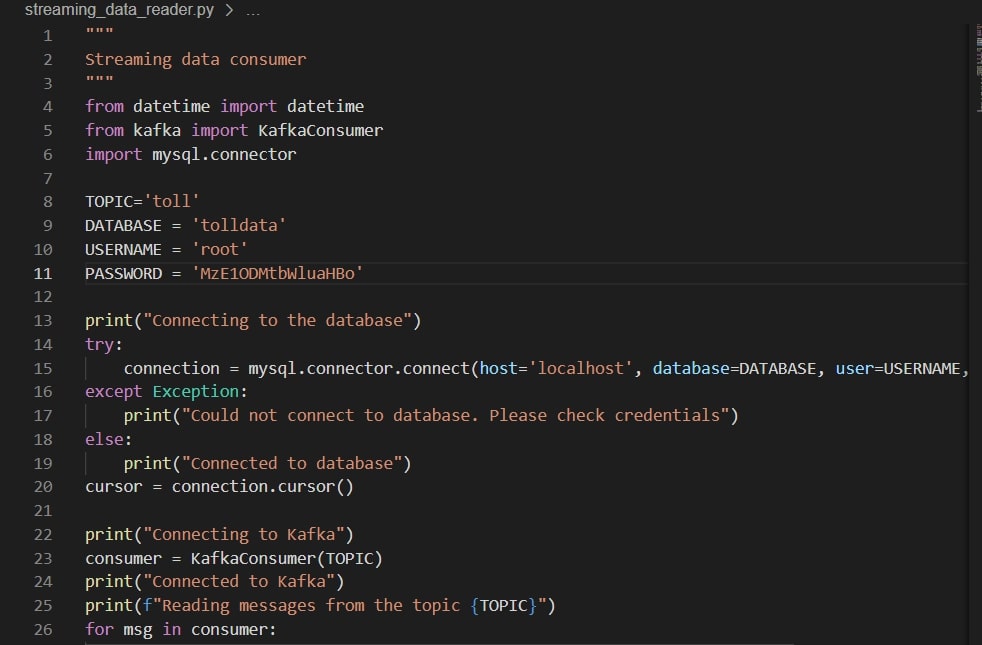 streaming_data_reader.py > ...
1 """
2 Streaming data consumer
3 """
4 from datetime import datetime
5 from kafka import KafkaConsumer
6 import mysql.connector
7
8 TOPIC='toll'
9 DATABASE = 'tolldata'
10 USERNAME = 'root'
11 PASSWORD = 'MzE1ODMtbWluaHBo'
12
13 print("Connecting to the database")
14 try:
15     connection = mysql.connector.connect(host='localhost', database=DATABASE, user=USERNAME,
16 except Exception:
17     print("Could not connect to database. Please check credentials")
18 else:
19     print("Connected to database")
20 cursor = connection.cursor()
21
22 print("Connecting to Kafka")
23 consumer = KafkaConsumer(TOPIC)
24 print("Connected to Kafka")
25 print(f"Reading messages from the topic {TOPIC}")
26 for msg in consumer: